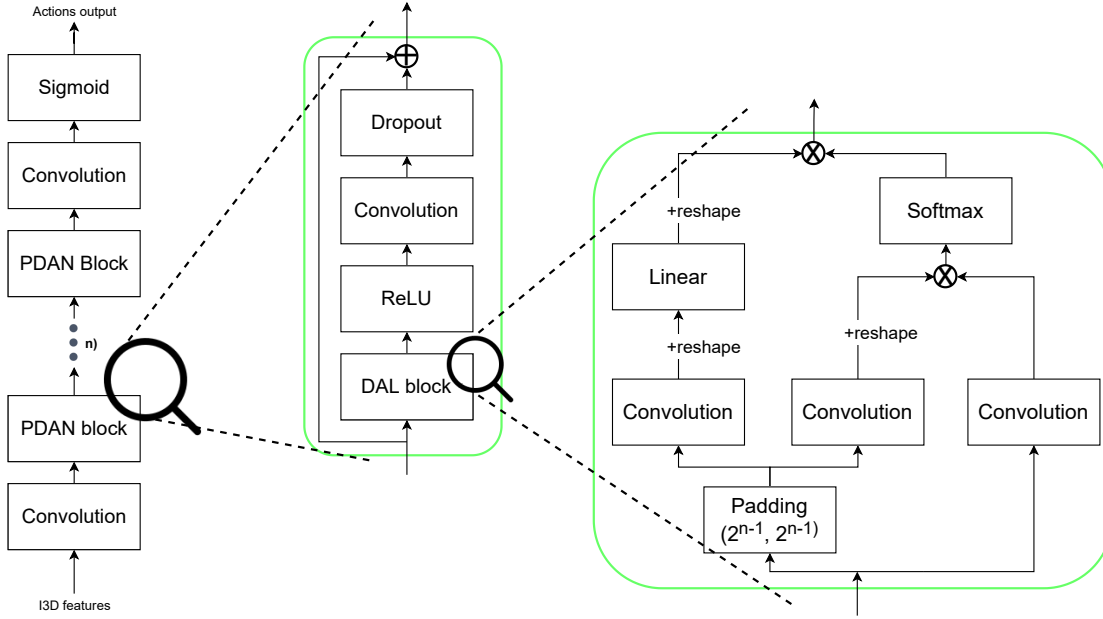 Actions output
Sigmoid
Convolution
PDAN Block
n)
PDAN block
Convolution
I3D features
Dropout
Convolution
ReLU
DAL block
Softmax
+reshape
Linear
+reshape
+reshape
Convolution
Convolution
Convolution
Padding
(2^{n-1}, 2^{n-1})